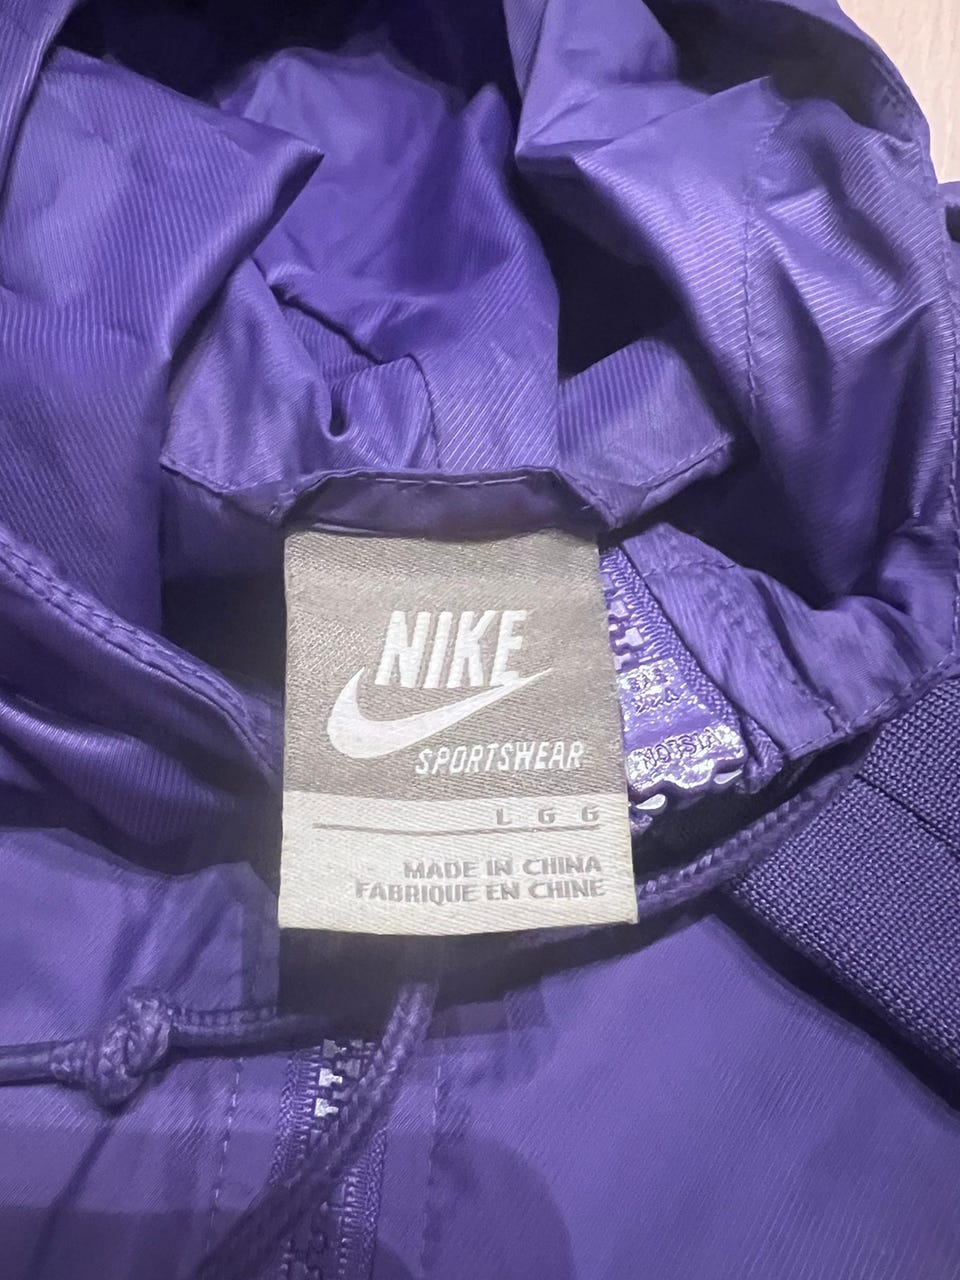 NIKE
SPORTSWEAR
L G G
MADE IN CHINA
FABRIQUE EN CHINE